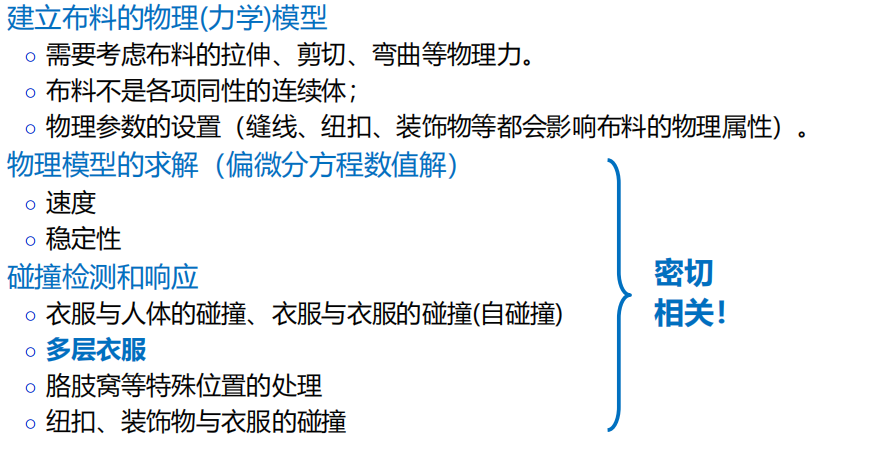 建立布料的物理(力学)模型
○ 需要考虑布料的拉伸、剪切、弯曲等物理力。
○ 布料不是各项同性的连续体；
○ 物理参数的设置（缝线、纽扣、装饰物等都会影响布料的物理属性）。
物理模型的求解（偏微分方程数值解）
○ 速度
○ 稳定性
碰撞检测和响应
○ 衣服与人体的碰撞、衣服与衣服的碰撞(自碰撞)
○ 多层衣服
○ 胳肢窝等特殊位置的处理
○ 纽扣、装饰物与衣服的碰撞
密切
相关！